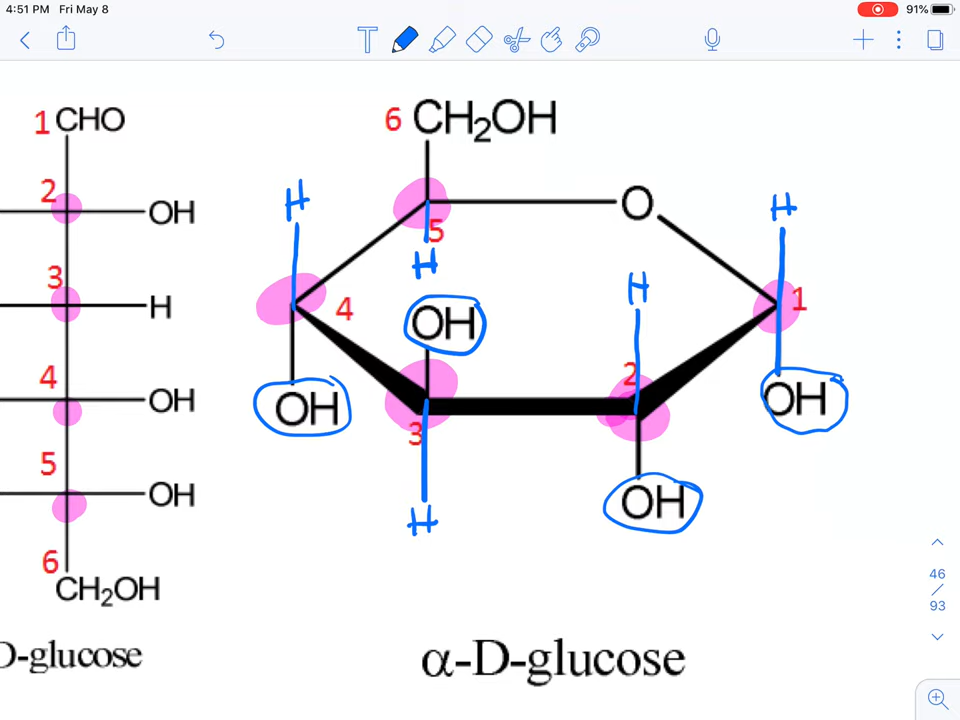 4:51 PM Fri May 8
91%
T
1 CHO
2
OH
3
H
4
OH
5
OH
6
CH₂OH
D-glucose
6 CH₂OH
H
5
H
O
H
1
4
OH
H
2
OH
OH
3
OH
H
α-D-glucose
46
/
93